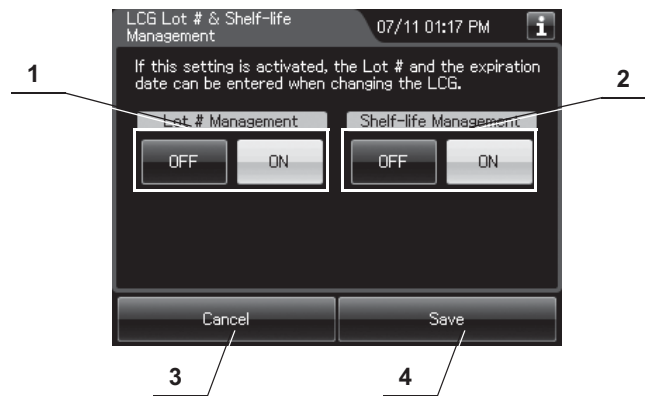 LCG Lot # & Shelf-life
Management
07/11 01:17 PM
i
If this setting is activated, the Lot # and the expiration
date can be entered when changing the LCG.
1
2
Lot # Management
Shelf-life Management
OFF
ON
OFF
ON
Cancel
Save
3
4